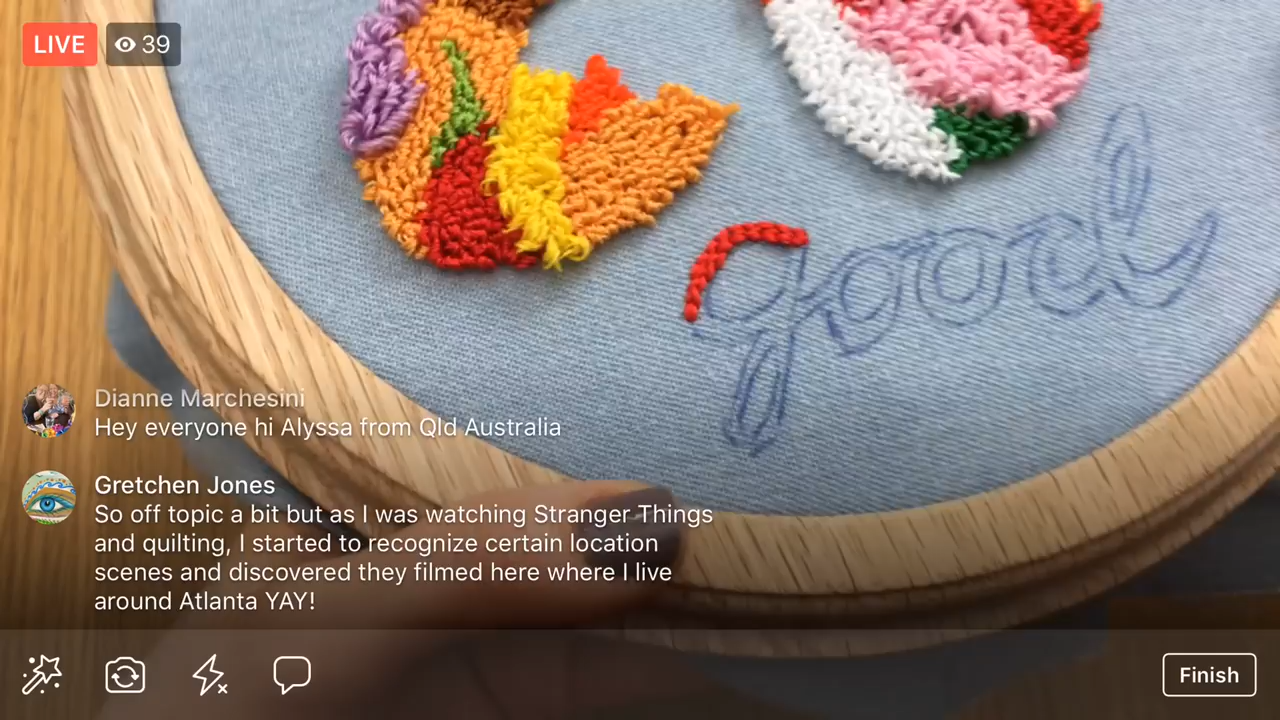 LIVE
39
good
Dianne Marchesini
Hey everyone hi Alyssa from Qld Australia
Gretchen Jones
So off topic a bit but as I was watching Stranger Things
and quilting, I started to recognize certain location
scenes and discovered they filmed here where I live
around Atlanta YAY!
Finish